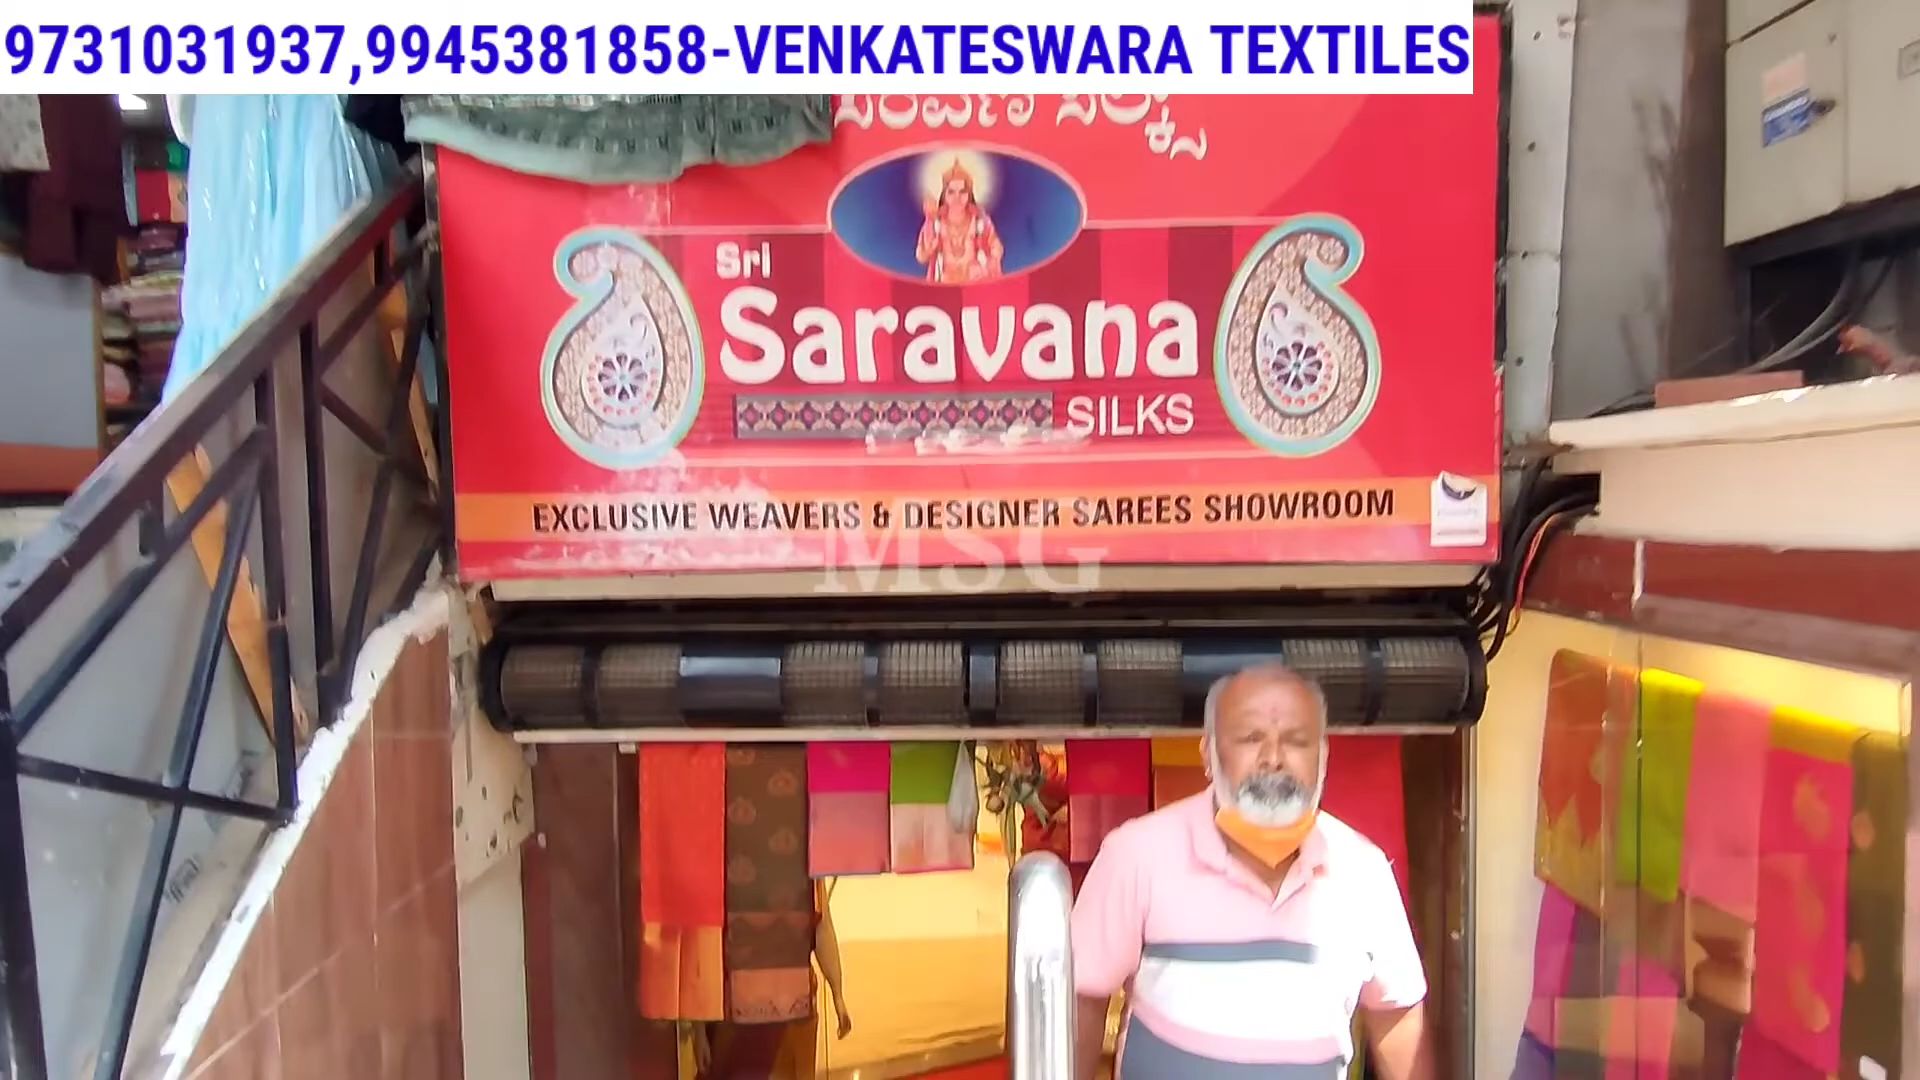 9731031937,9945381858-VENKATESWARA TEXTILES
ಸಿಲ್ಕ್ಸ್
Sri
Saravana
SILKS
EXCLUSIVE WEAVERS & DESIGNER SAREES SHOWROOM
MSG